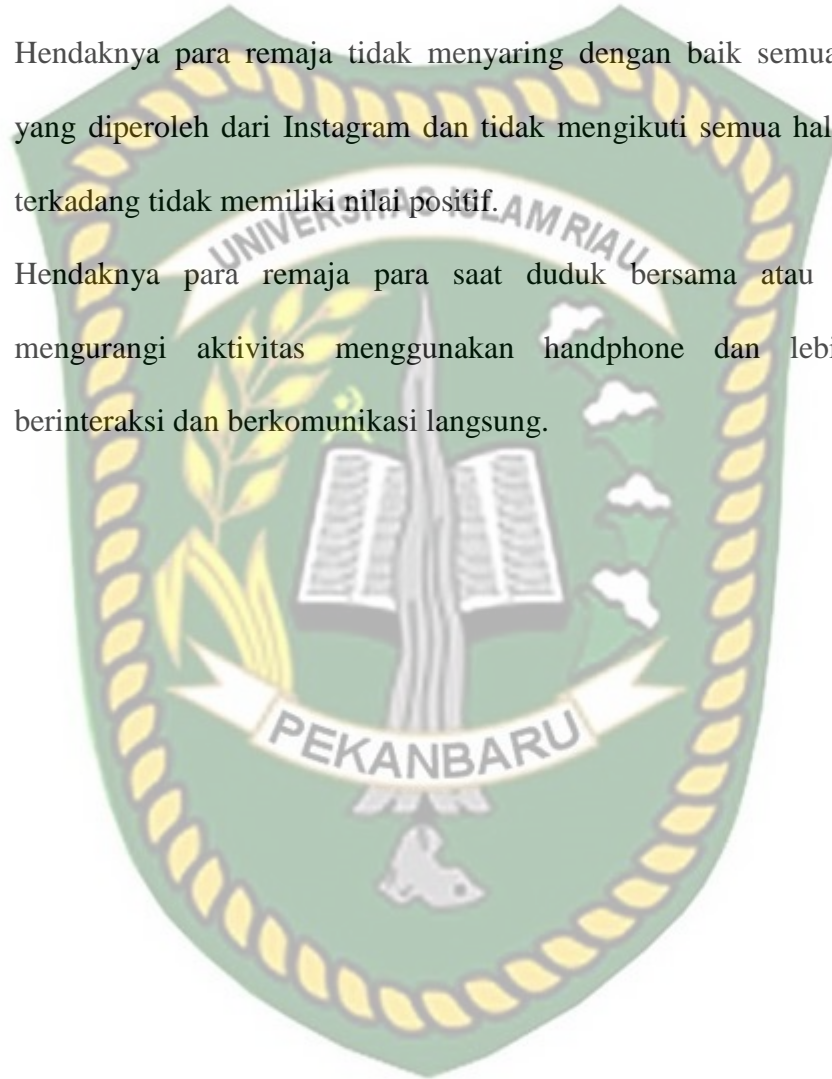 Hendaknya para remaja tidak menyaring dengan baik semua
yang diperoleh dari Instagram dan tidak mengikuti semua hal
terkadang tidak memiliki nilai positif.
UNIVERSITAS ISLAM RIAU
Hendaknya para remaja para saat duduk bersama atau
mengurangi aktivitas menggunakan handphone dan lebi
berinteraksi dan berkomunikasi langsung.
PEKANBARU